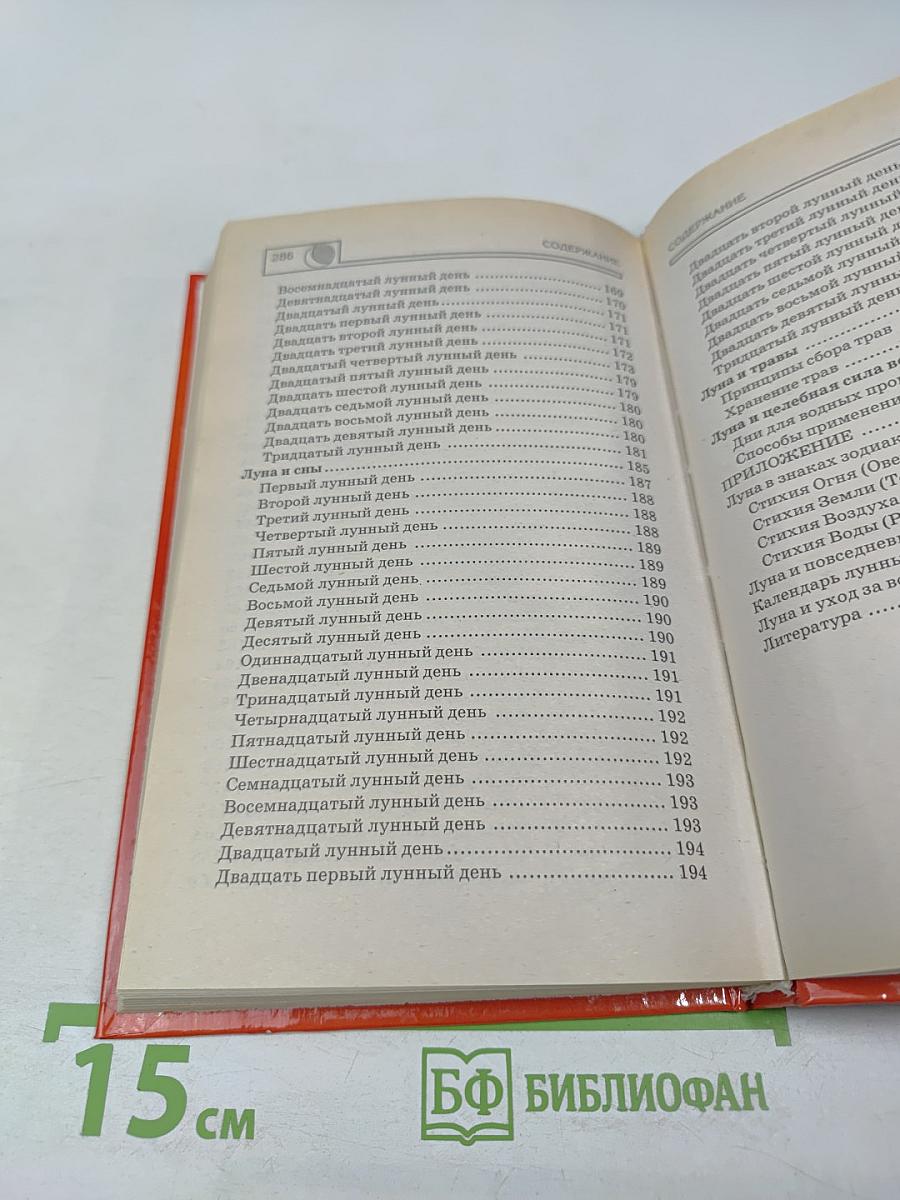 286 СОДЕРЖАНИЕ
Восемнадцатый лунный день 169
Девятнадцатый лунный день 170
Двадцатый лунный день 171
Двадцать первый лунный день 171
Двадцать второй лунный день 171
Двадцать третий лунный день 172
Двадцатый четвертый лунный день 173
Двадцатый пятый лунный день 179
Двадцать шестой лунный день 179
Двадцать седьмой лунный день 180
Двадцать восьмой лунный день 180
Двадцать девятый лунный день 180
Тридцатый лунный день 181
Луна и сны 185
Первый лунный день 187
Второй лунный день 188
Третий лунный день 188
Четвертый лунный день 188
Пятый лунный день 189
Шестой лунный день 189
Седьмой лунный день 189
Восьмой лунный день 190
Девятый лунный день 190
Десятый лунный день 190
Одиннадцатый лунный день 191
Двенадцатый лунный день 191
Тринадцатый лунный день 191
Четырнадцатый лунный день 192
Пятнадцатый лунный день 192
Шестнадцатый лунный день 192
Семнадцатый лунный день 193
Восемнадцатый лунный день 193
Девятнадцатый лунный день 193
Двадцатый лунный день 194
Двадцать первый лунный день 194
СОДЕРЖАНИЕ
Двадцать второй лунный день
Двадцать третий лунный день
Двадцать четвертый лунный
Двадцать пятый лунный ден
Двадцать шестой лунный д
Двадцать седьмой лунный
Двадцать восьмой лунный
Двадцать девятый лунны
Тридцатый лунный день
Луна и травы
Принципы сбора трав
Хранение трав
Луна и целебная сила во
Дни для водных про
Способы применени
ПРИЛОЖЕНИЕ
Луна в знаках зодиак
Стихия Огня (Ове
Стихия Земли (Т
Стихия Воздуха
Стихия Воды (Р
Луна и повседнев
Календарь лунны
Луна и уход за во
Литература
15 см
БФ БИБЛИОФАН